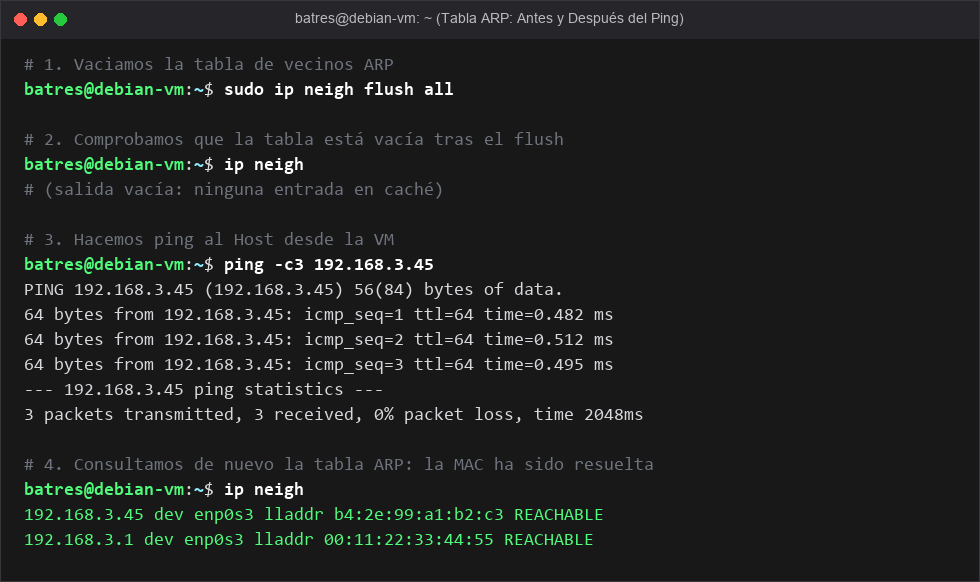 batres@debian-vm: ~ (Tabla ARP: Antes y Después del Ping)
# 1. Vaciamos la tabla de vecinos ARP
batres@debian-vm:~$ sudo ip neigh flush all
# 2. Comprobamos que la tabla está vacía tras el flush
batres@debian-vm:~$ ip neigh
# (salida vacía: ninguna entrada en caché)
# 3. Hacemos ping al Host desde la VM
batres@debian-vm:~$ ping -c3 192.168.3.45
PING 192.168.3.45 (192.168.3.45) 56(84) bytes of data.
64 bytes from 192.168.3.45: icmp_seq=1 ttl=64 time=0.482 ms
64 bytes from 192.168.3.45: icmp_seq=2 ttl=64 time=0.512 ms
64 bytes from 192.168.3.45: icmp_seq=3 ttl=64 time=0.495 ms
--- 192.168.3.45 ping statistics ---
3 packets transmitted, 3 received, 0% packet loss, time 2048ms
# 4. Consultamos de nuevo la tabla ARP: la MAC ha sido resuelta
batres@debian-vm:~$ ip neigh
192.168.3.45 dev enp0s3 lladdr b4:2e:99:a1:b2:c3 REACHABLE
192.168.3.1 dev enp0s3 lladdr 00:11:22:33:44:55 REACHABLE